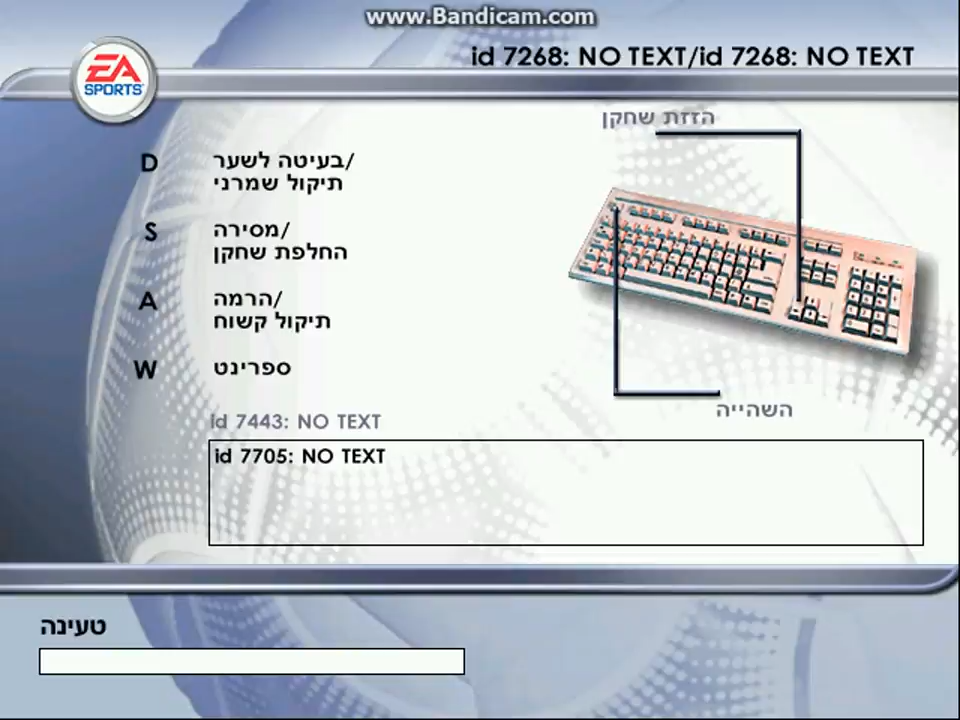 www.Bandicam.com
id 7268: NO TEXT/id 7268: NO TEXT
EA
SPORTS
הזזת שחקן
D
בעיטה לשער/
תיקול שמרני
S
מסירה/
החלפת שחקן
A
הרמה/
תיקול קשוח
W
ספרינט
השהייה
id 7443: NO TEXT
id 7705: NO TEXT
טעינה